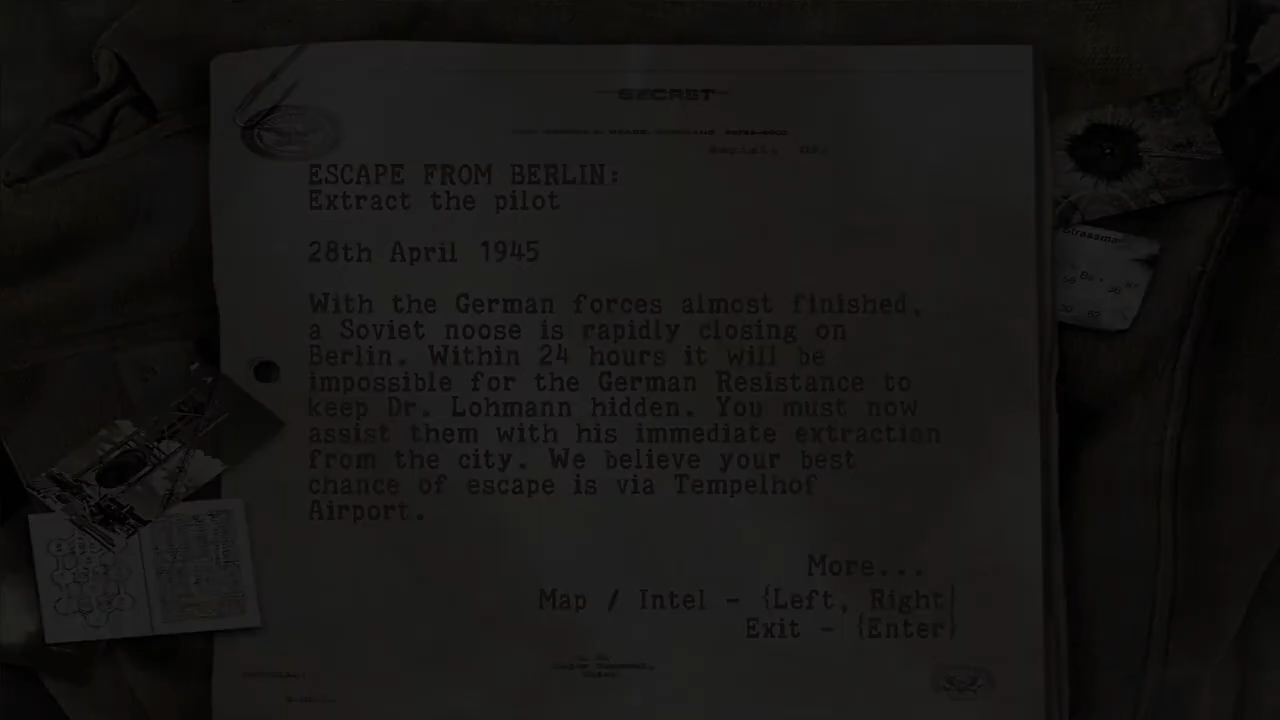 SECRET
ESCAPE FROM BERLIN:
Extract the pilot
28th April 1945
With the German forces almost finished,
a Soviet noose is rapidly closing on
Berlin. Within 24 hours it will be
impossible for the German Resistance to
keep Dr. Lohmann hidden. You must now
assist them with his immediate extraction
from the city. We believe your best
chance of escape is via Tempelhof
Airport.
More...
Map / Intel - {Left, Right}
Exit - {Enter}